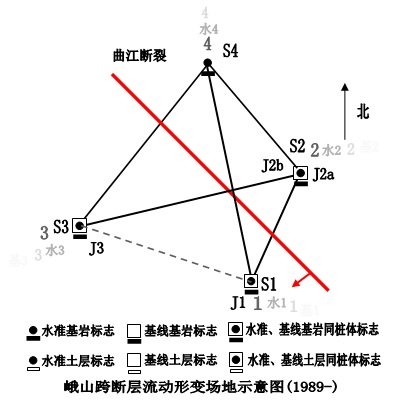 4
水4
4 S4
曲江断裂
北
S2 2 水2 2
J2b J2a
3 S3
水3
3
J3
S1
J1 1 水1 1
水准基岩标志 基线基岩标志 水准、基线基岩同桩体标志
水准土层标志 基线土层标志 水准、基线土层同桩体标志
峨山跨断层流动形变场地示意图(1989-)